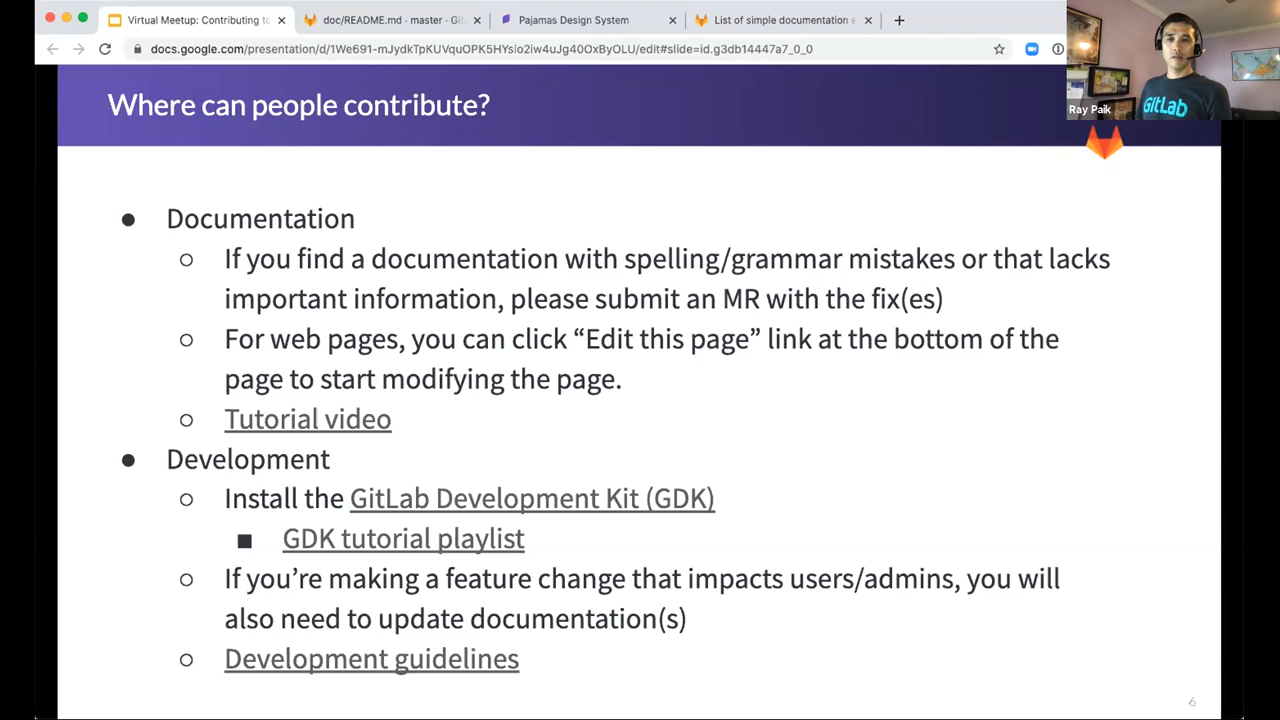 Virtual Meetup: Contributing to
doc/README.md · master · Git
Pajamas Design System
List of simple documentation e
docs.google.com/presentation/d/1We691-mJydkTpKUVquOPK5HYsio2iw4uJg40OxByOLU/edit#slide=id.g3db14447a7_0_0
Ray Paik
GitLab
Where can people contribute?
● Documentation
○ If you find a documentation with spelling/grammar mistakes or that lacks
important information, please submit an MR with the fix(es)
○ For web pages, you can click “Edit this page” link at the bottom of the
page to start modifying the page.
○ Tutorial video
● Development
○ Install the GitLab Development Kit (GDK)
■ GDK tutorial playlist
○ If you’re making a feature change that impacts users/admins, you will
also need to update documentation(s)
○ Development guidelines
6